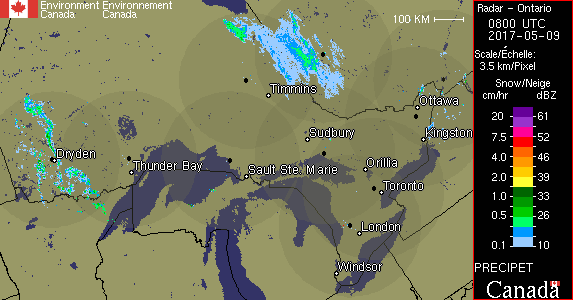 Environment Environnement
Canada Canada
100 KM
Timmins
Ottawa
Sudbury
Kingston
Dryden
Thunder Bay
Sault Ste. Marie
Orillia
Toronto
London
Windsor
Radar - Ontario
0800 UTC
2017-05-09
Scale/Échelle:
3.5 km/Pixel
Snow/Neige
cm/hr dBZ
20 61
7.5 52
4.0 46
2.0 39
1.0 33
0.5 26
0.1 10
PRECIPET
Canada